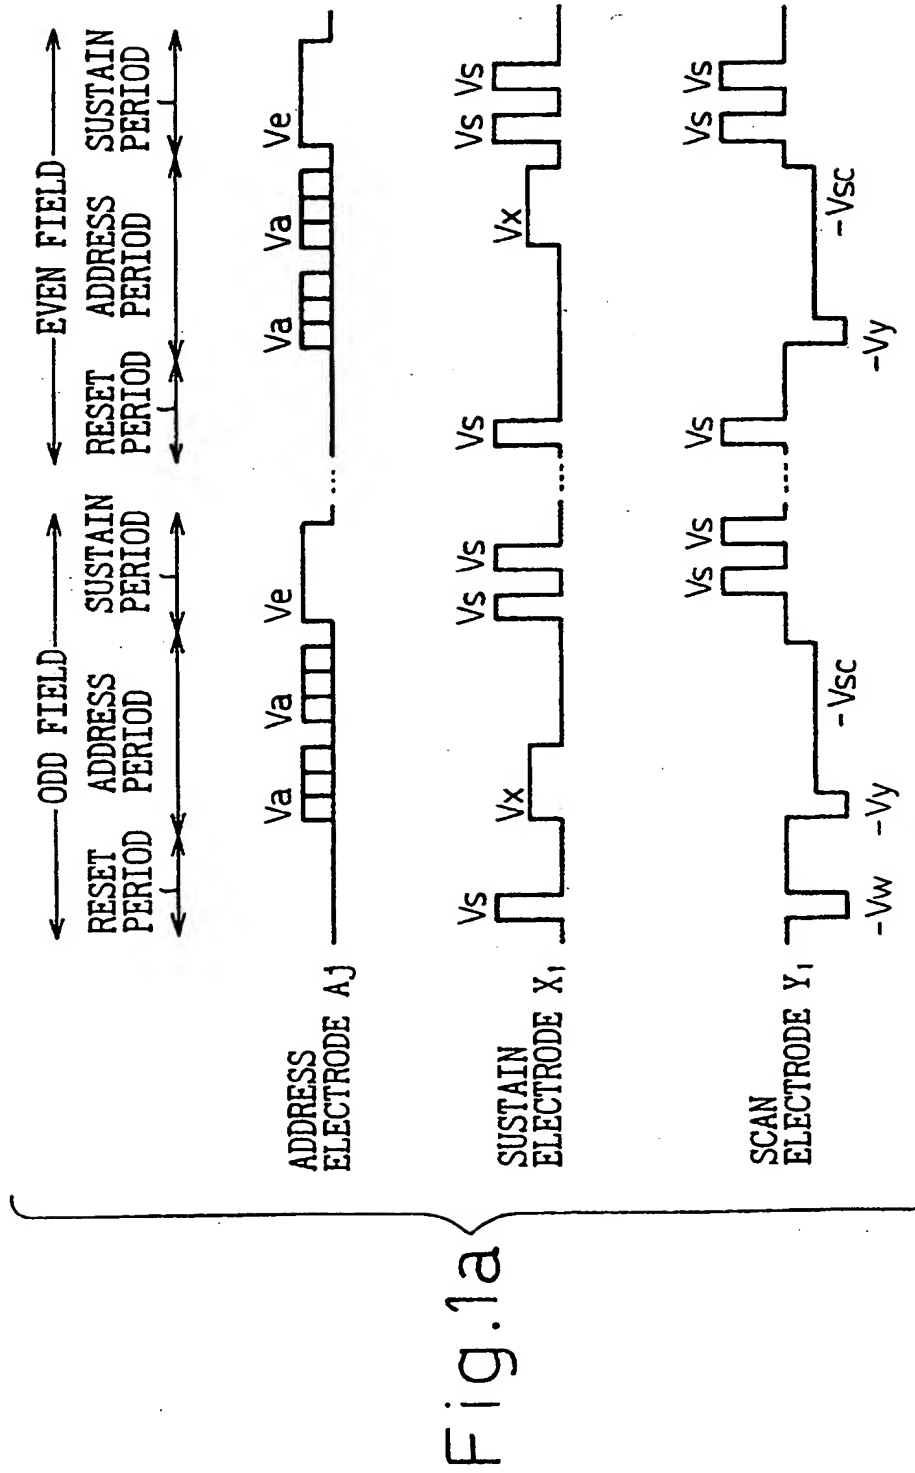 ODD FIELD
EVEN FIELD
RESET
PERIOD
ADDRESS
PERIOD
SUSTAIN
PERIOD
RESET
PERIOD
ADDRESS
PERIOD
SUSTAIN
PERIOD
ADDRESS
ELECTRODE Aj
Va
Va
Ve
Va
Va
Ve
SUSTAIN
ELECTRODE X1
Vs
Vx
Vs
Vs
Vs
Vx
Vs
Vs
SCAN
ELECTRODE Y1
-Vw
-Vy
-Vsc
Vs
Vs
Vs
-Vy
-Vsc
Vs
Vs
Fig.1a